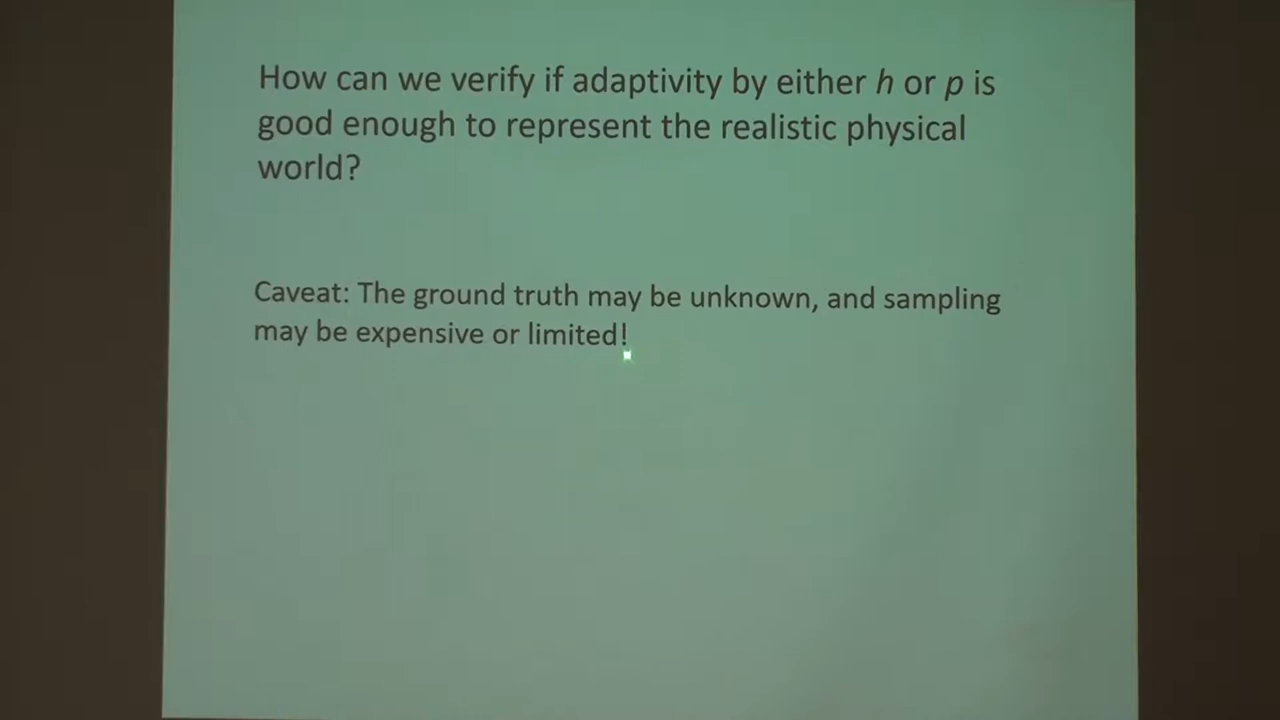 How can we verify if adaptivity by either h or p is
good enough to represent the realistic physical
world?
Caveat: The ground truth may be unknown, and sampling
may be expensive or limited!